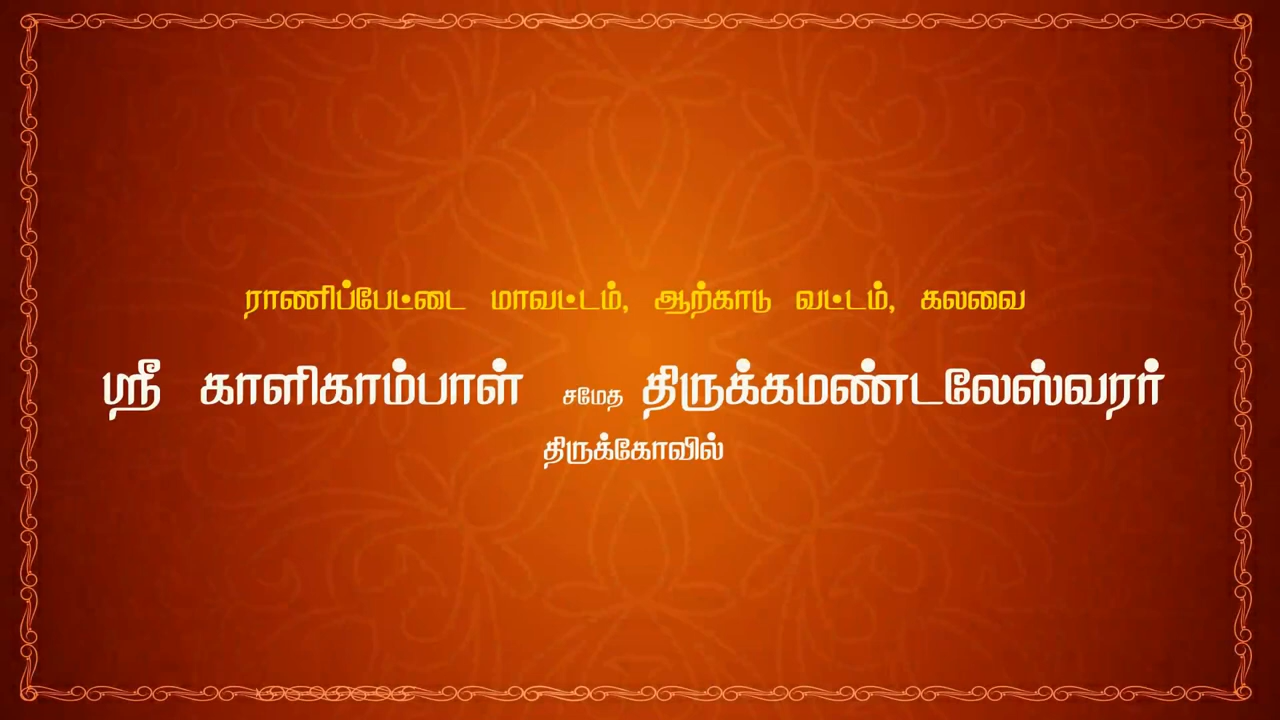 ராணிப்பேட்டை மாவட்டம், ஆற்காடு வட்டம், கலவை
ஸ்ரீ காளிகாம்பாள் சமேத திருக்கமண்டலேஸ்வரர்
திருக்கோவில்